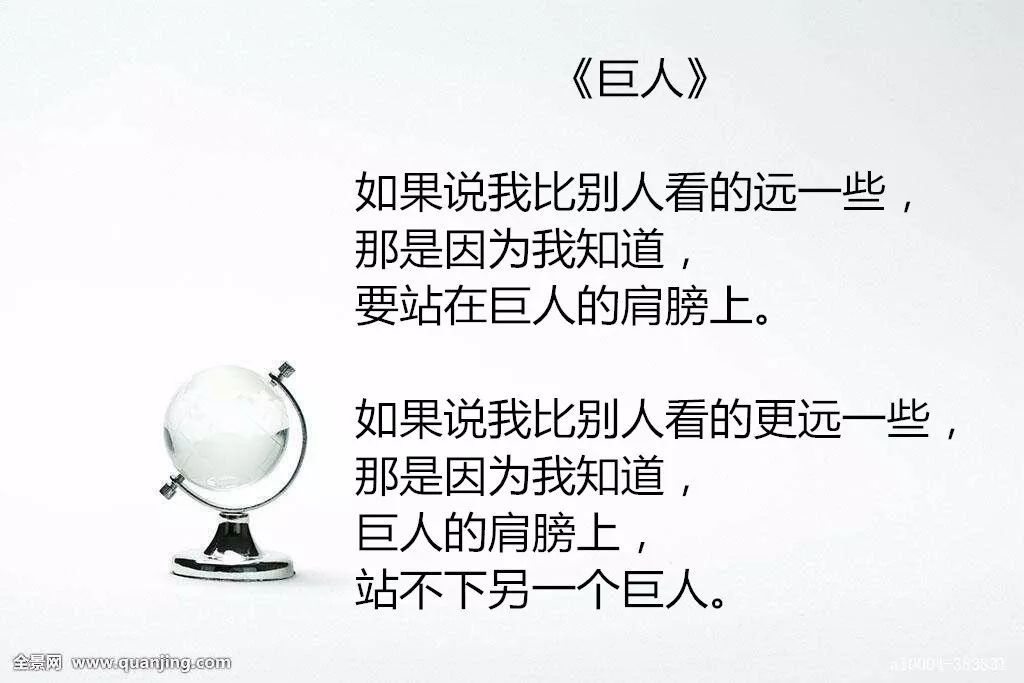 《巨人》
如果说我比别人看的远一些，
那是因为我知道，
要站在巨人的肩膀上。
如果说我比别人看的更远一些，
那是因为我知道，
巨人的肩膀上，
站不下另一个巨人。
全景网 www.quanjing.com
a10004-383831